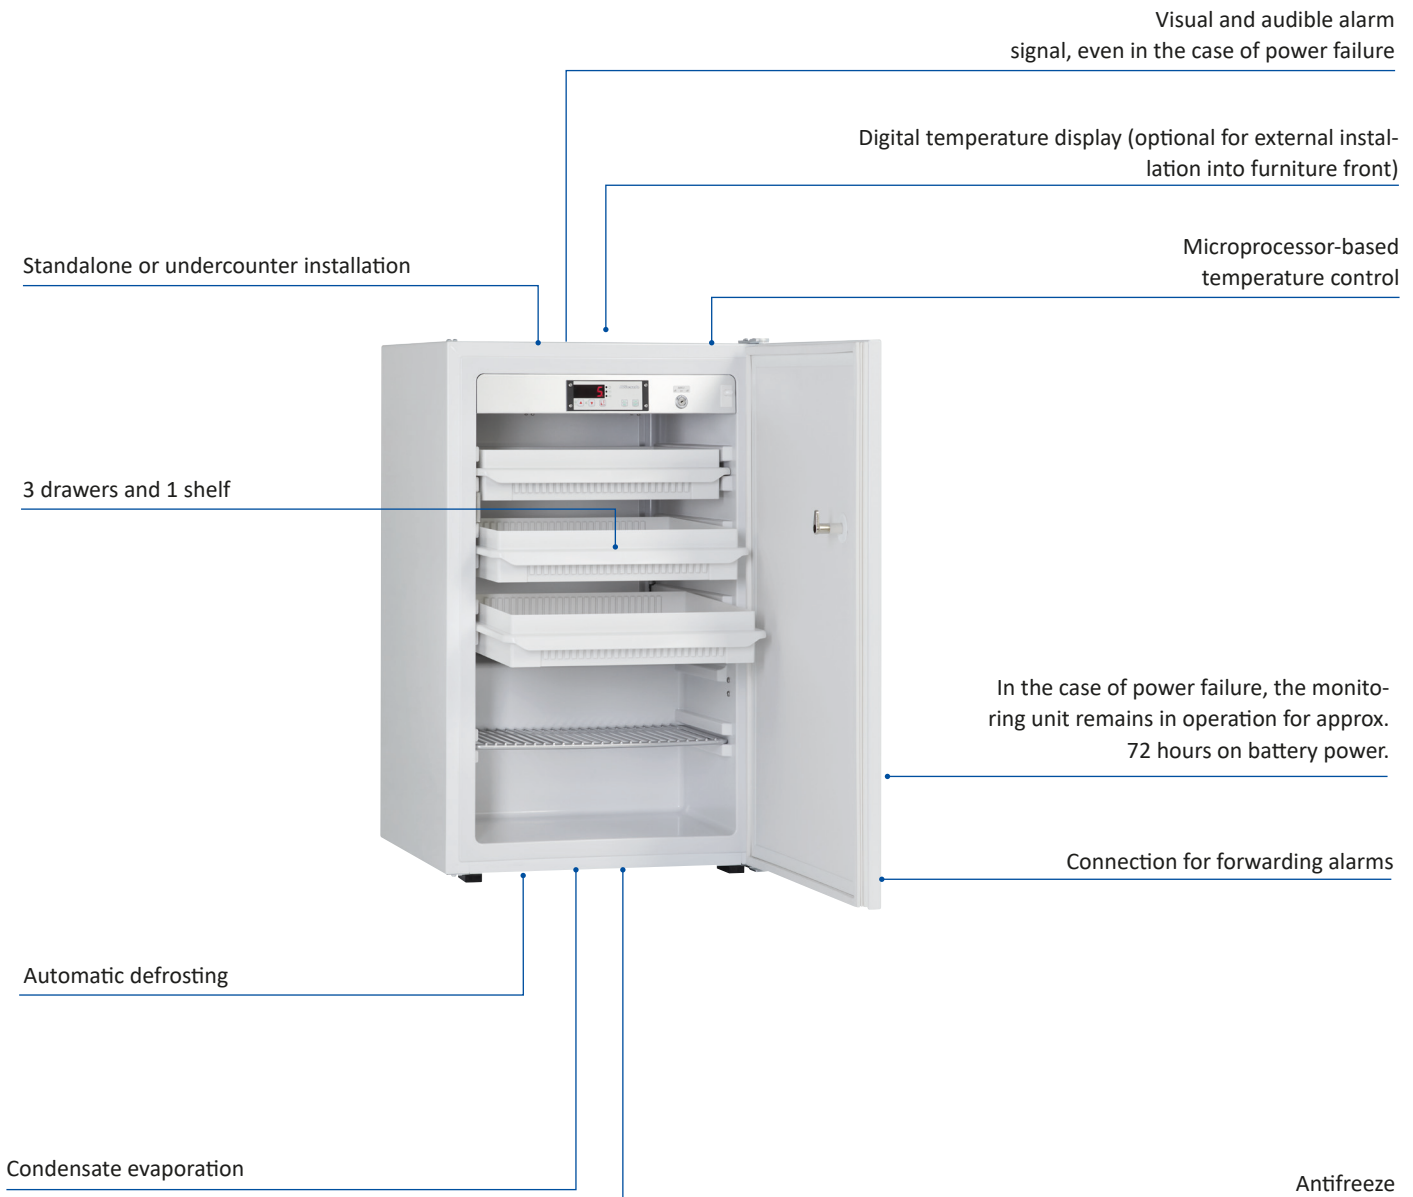 Visual and audible alarm
signal, even in the case of power failure
Digital temperature display (optional for external instal-
lation into furniture front)
Microprocessor-based
temperature control
Standalone or undercounter installation
5
3 drawers and 1 shelf
In the case of power failure, the monito-
ring unit remains in operation for approx.
72 hours on battery power.
Connection for forwarding alarms
Automatic defrosting
Condensate evaporation
Antifreeze